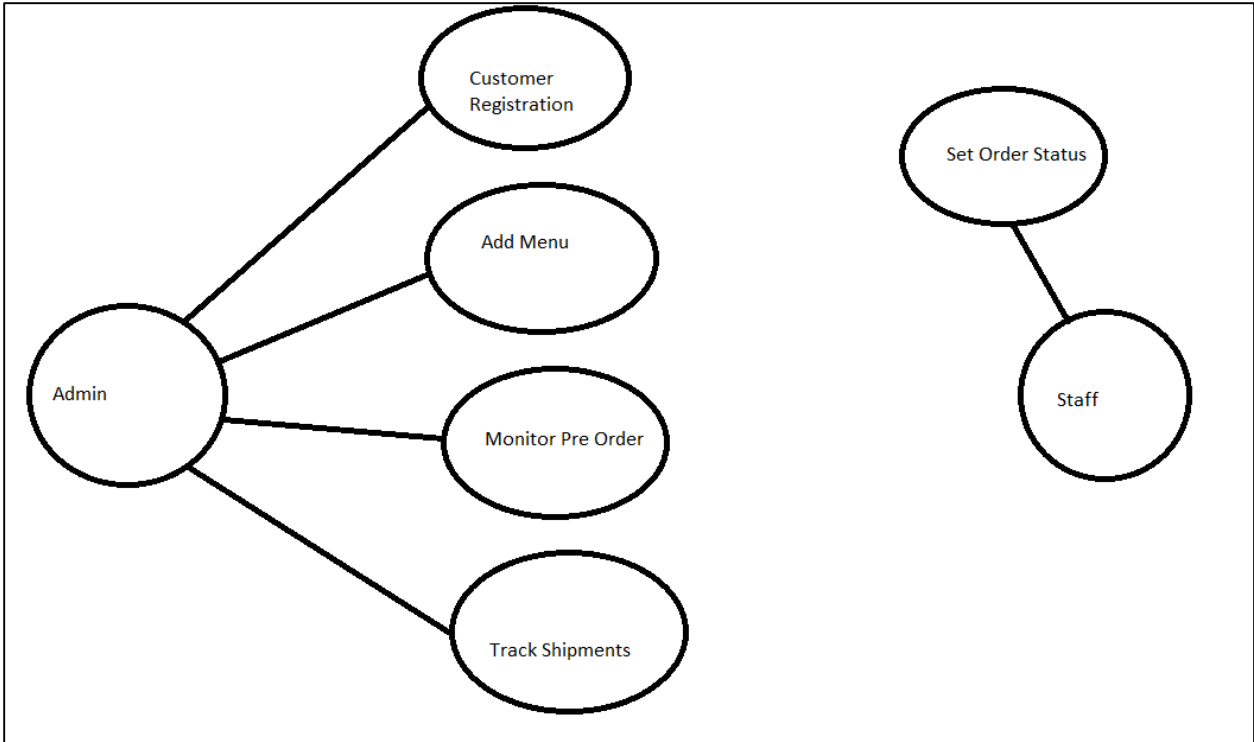 Customer
Registration
Set Order Status
Add Menu
Admin
Staff
Monitor Pre Order
Track Shipments